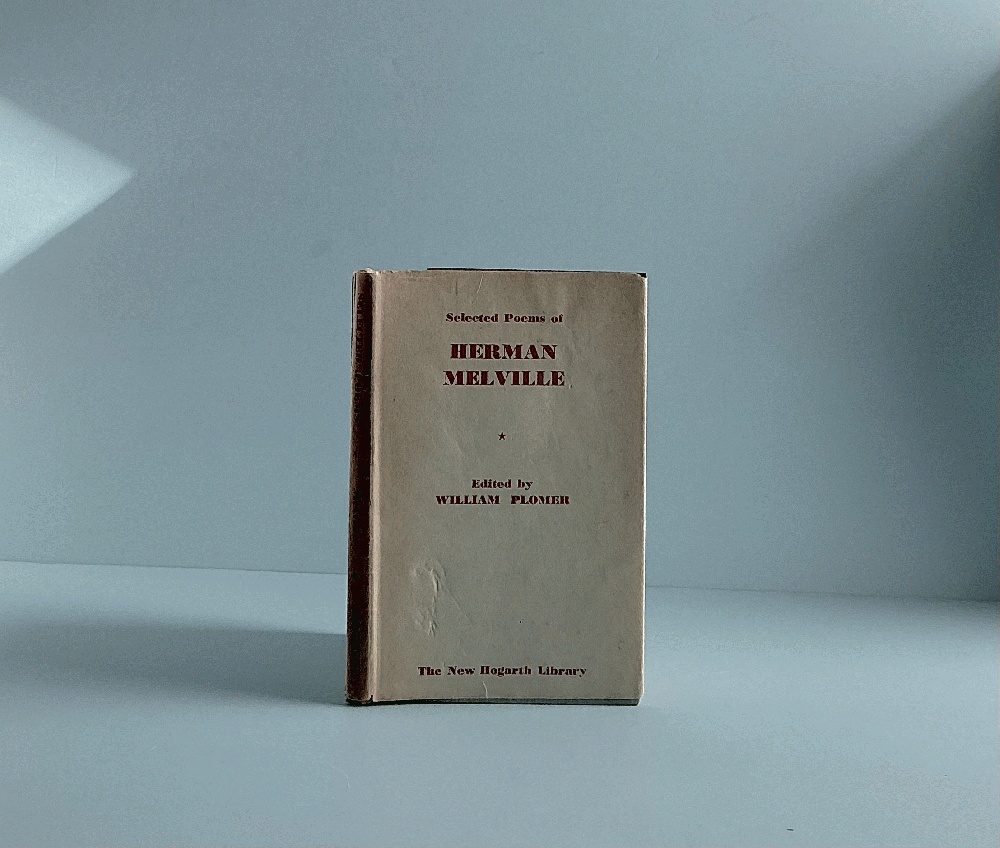 Selected Poems of
HERMAN
MELVILLE
Edited by
WILLIAM PLOMER
The New Hogarth Library